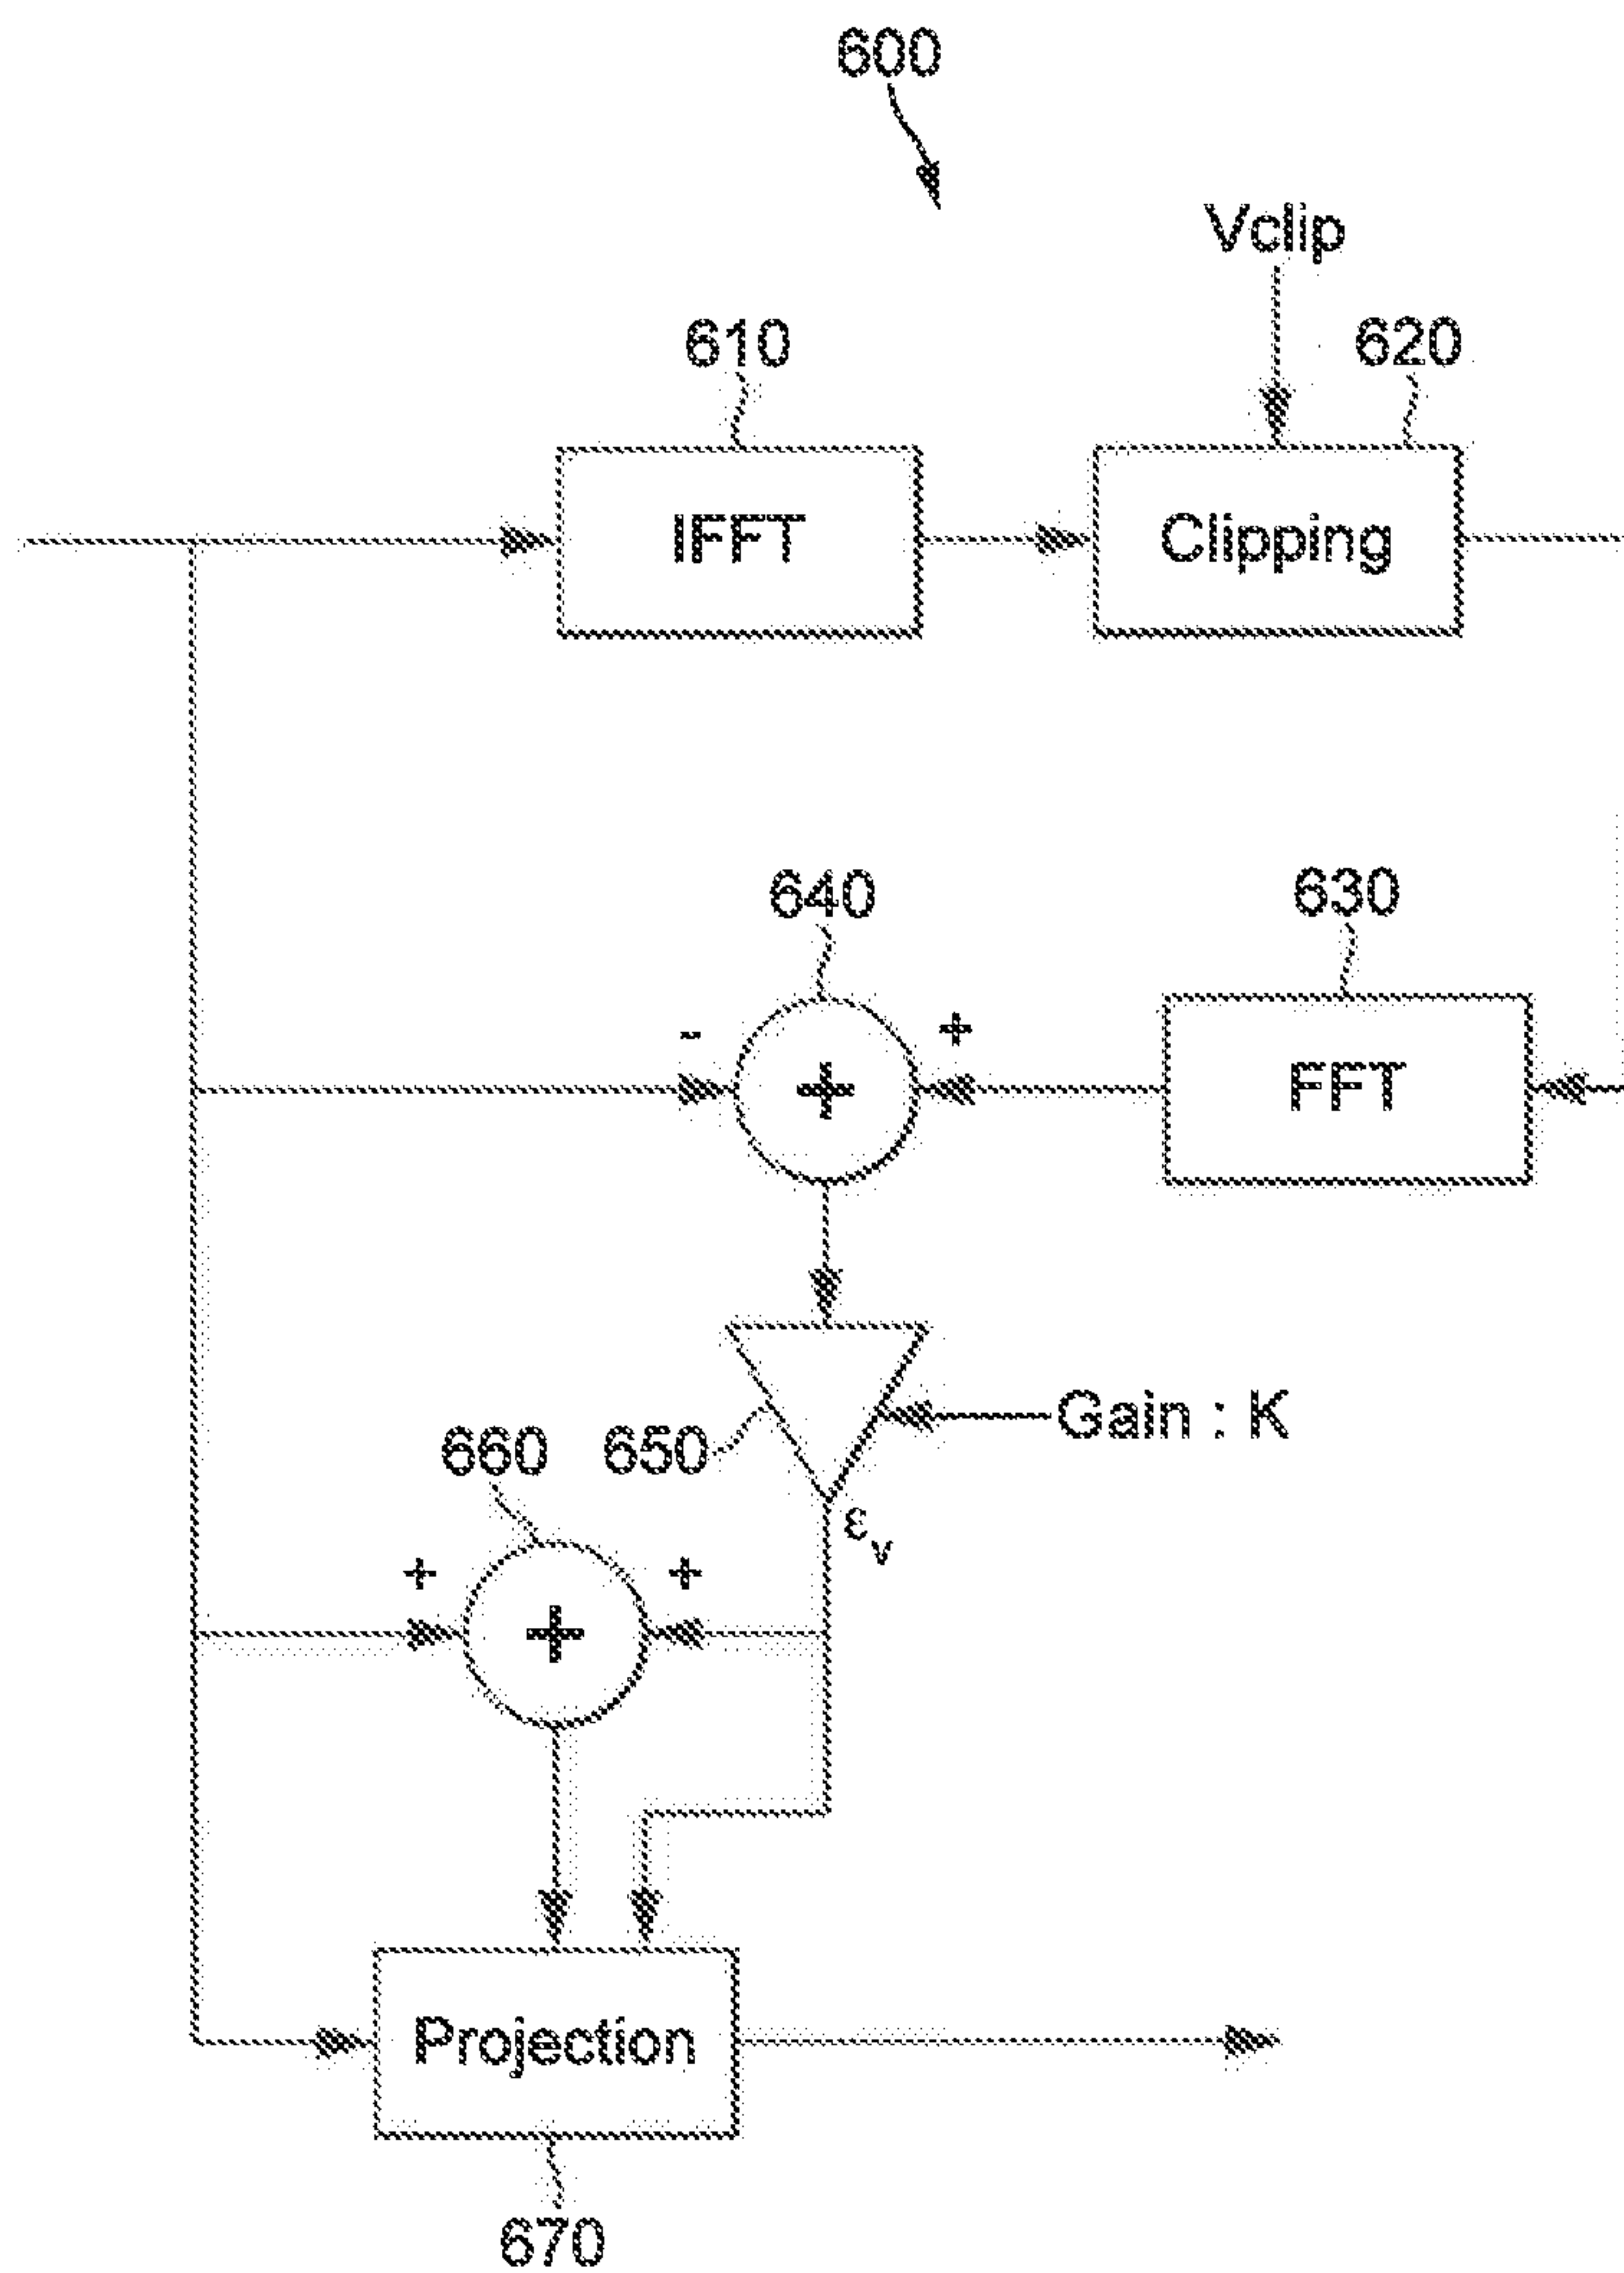 600
Vclip
610
620
IFFT
Clipping
640
630
-
+
+
FFT
Gain : K
660
650
εv
+
+
+
Projection
670